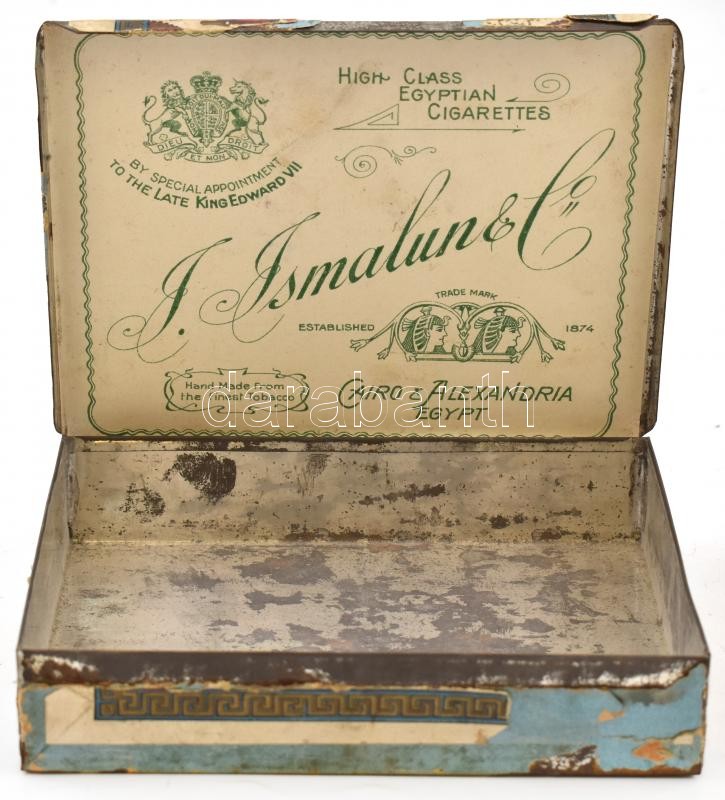 HIGH CLASS
EGYPTIAN
CIGARETTES
DIEU ET MON DROIT
BY SPECIAL APPOINTMENT
TO THE LATE KING EDWARD VII
J. Ismalun & Co
TRADE MARK
ESTABLISHED 1874
Hand Made from
the Finest Tobacco
CAIRO & ALEXANDRIA
EGYPT
darabanth